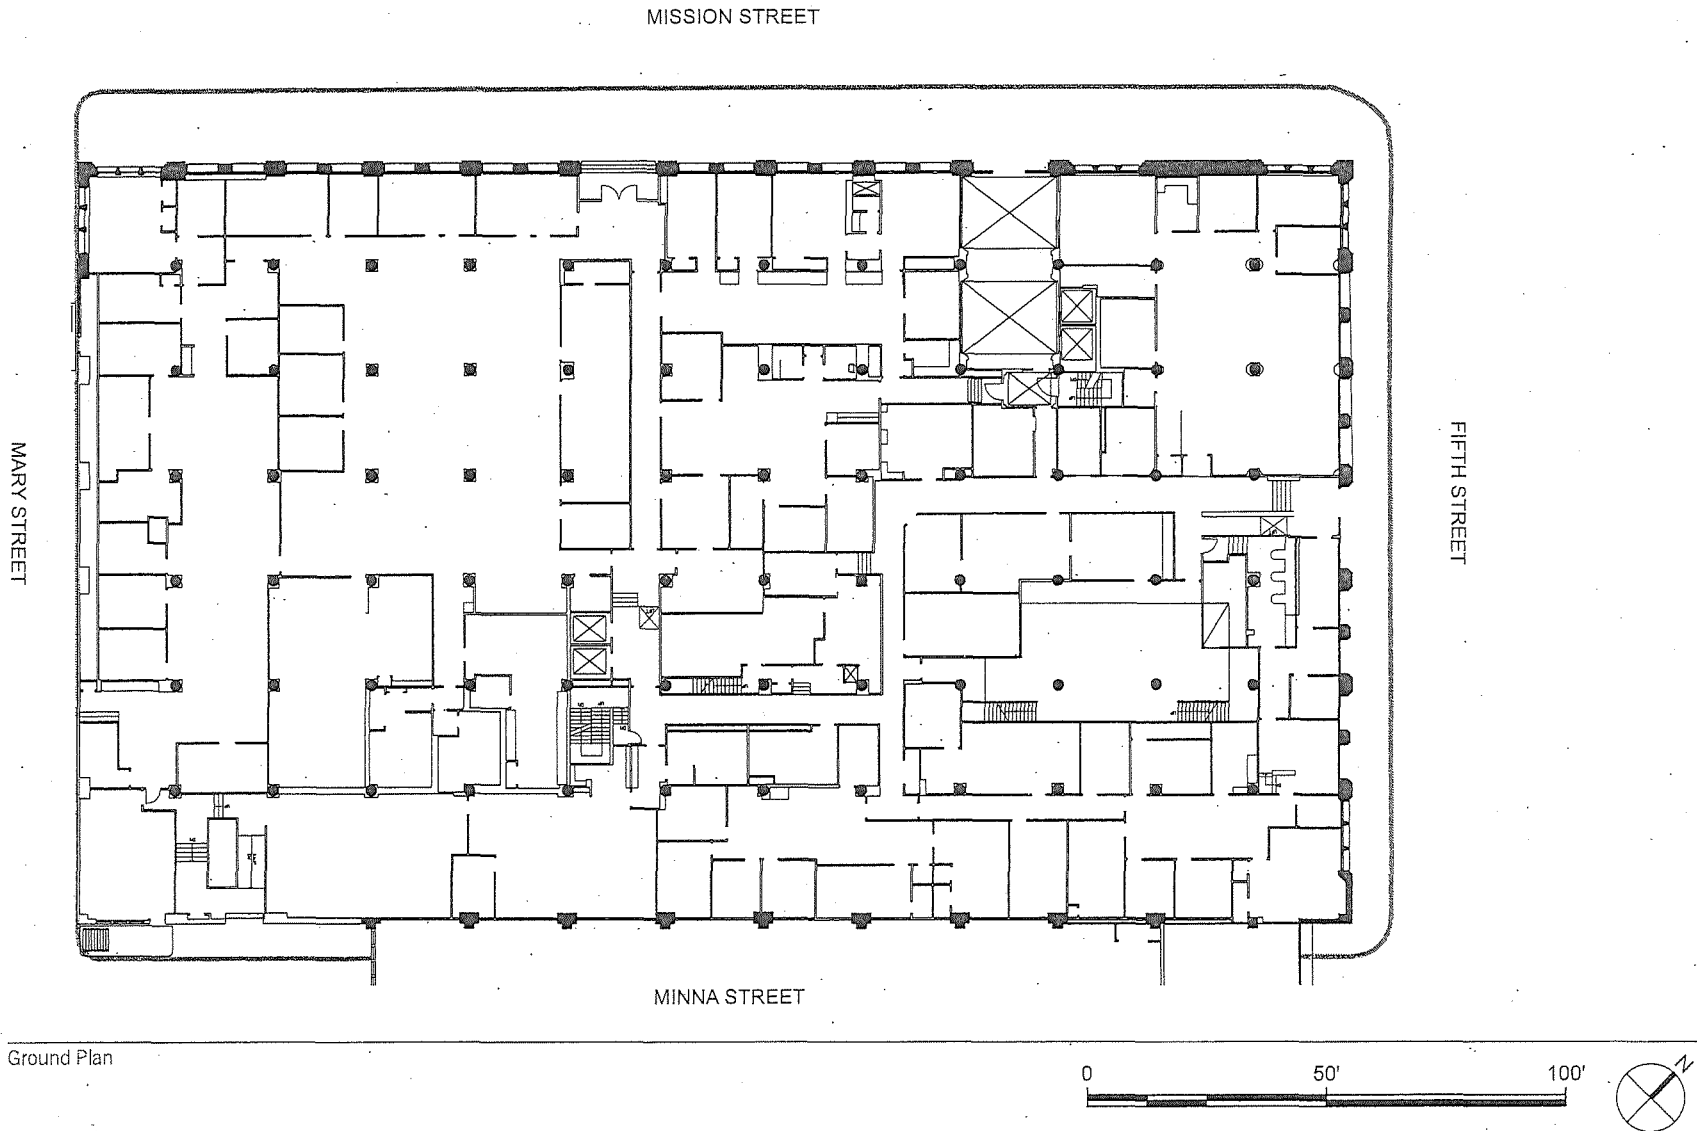 MISSION STREET
MARY STREET
FIFTH STREET
MINNA STREET
Ground Plan
0 50' 100'
N